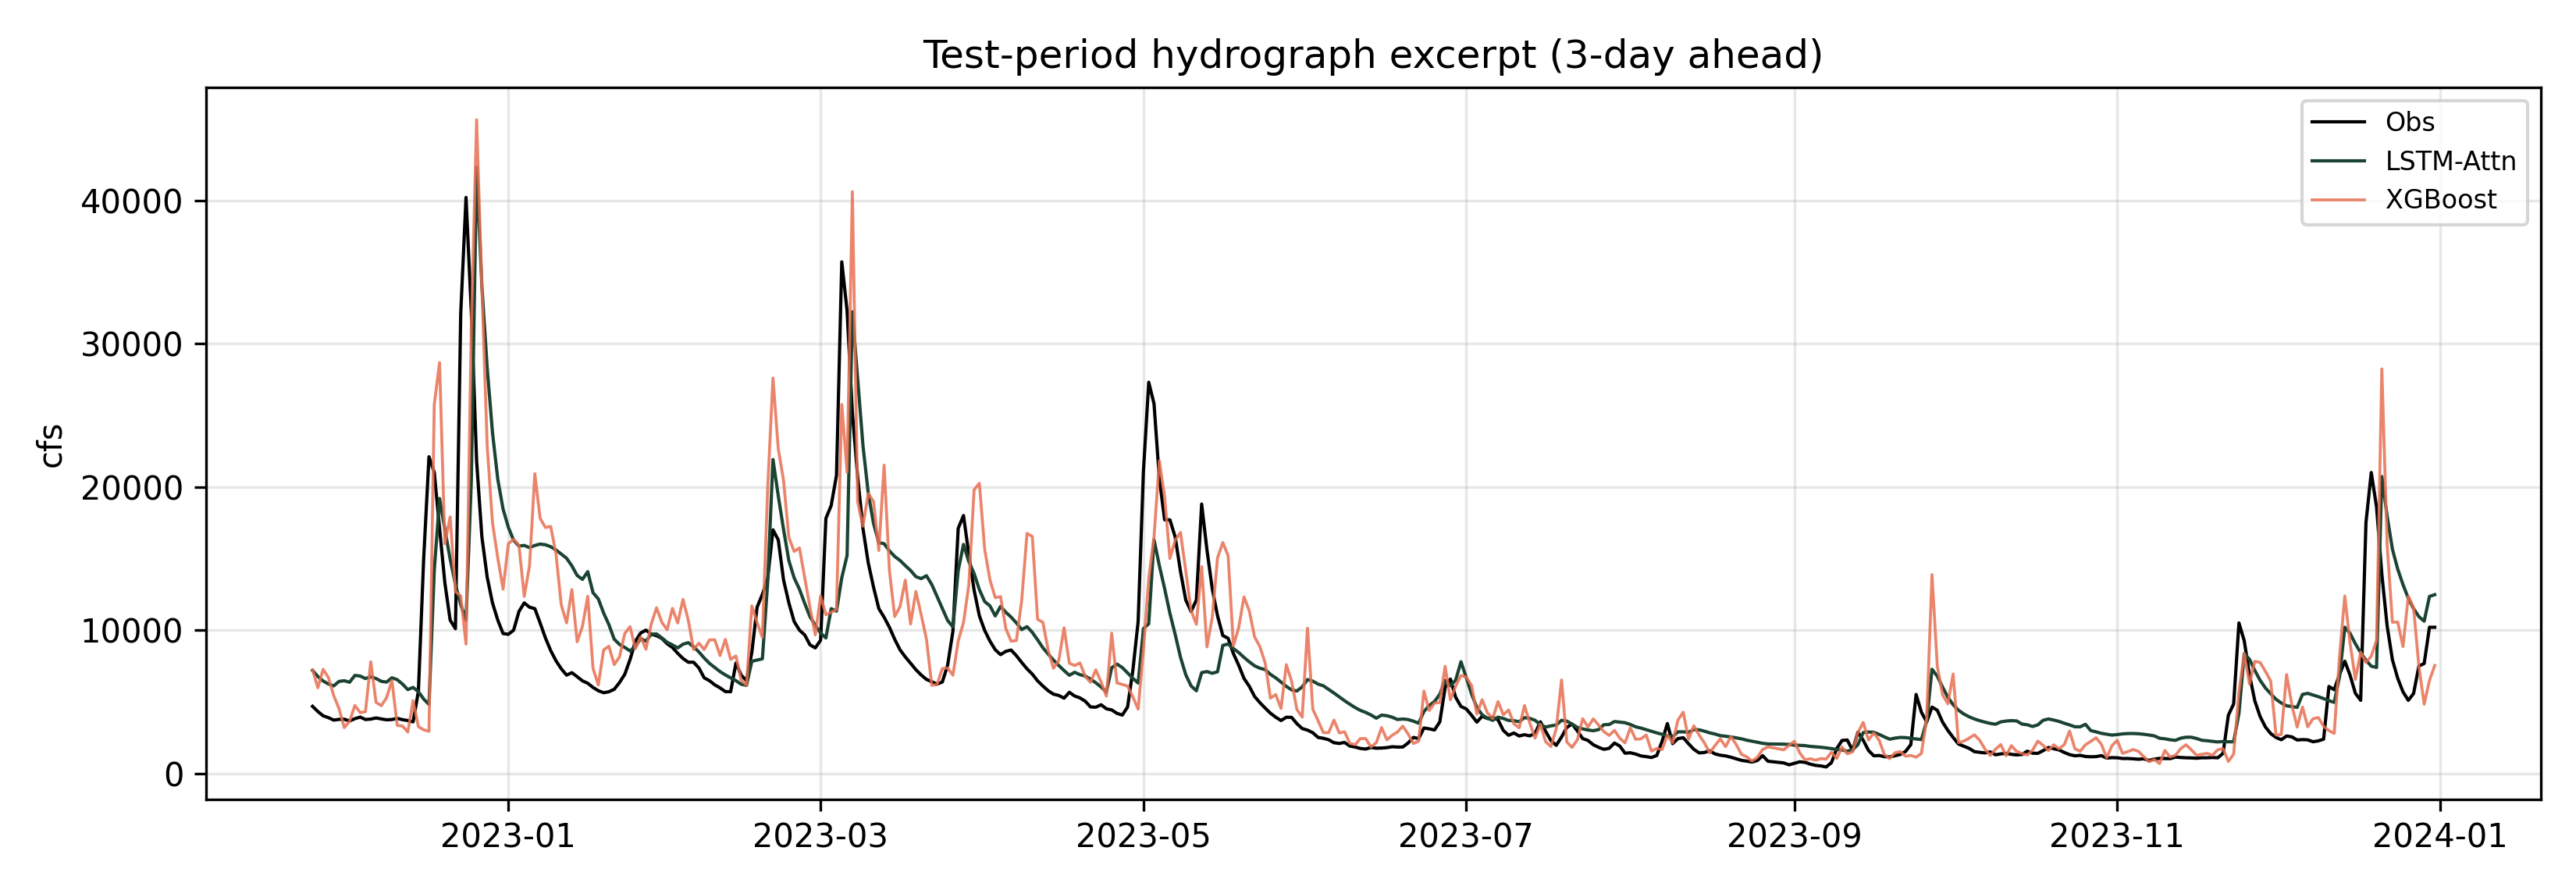 Test-period hydrograph excerpt (3-day ahead)
Obs
LSTM-Attn
XGBoost
cfs
40000
30000
20000
10000
0
2023-01 2023-03 2023-05 2023-07 2023-09 2023-11 2024-01